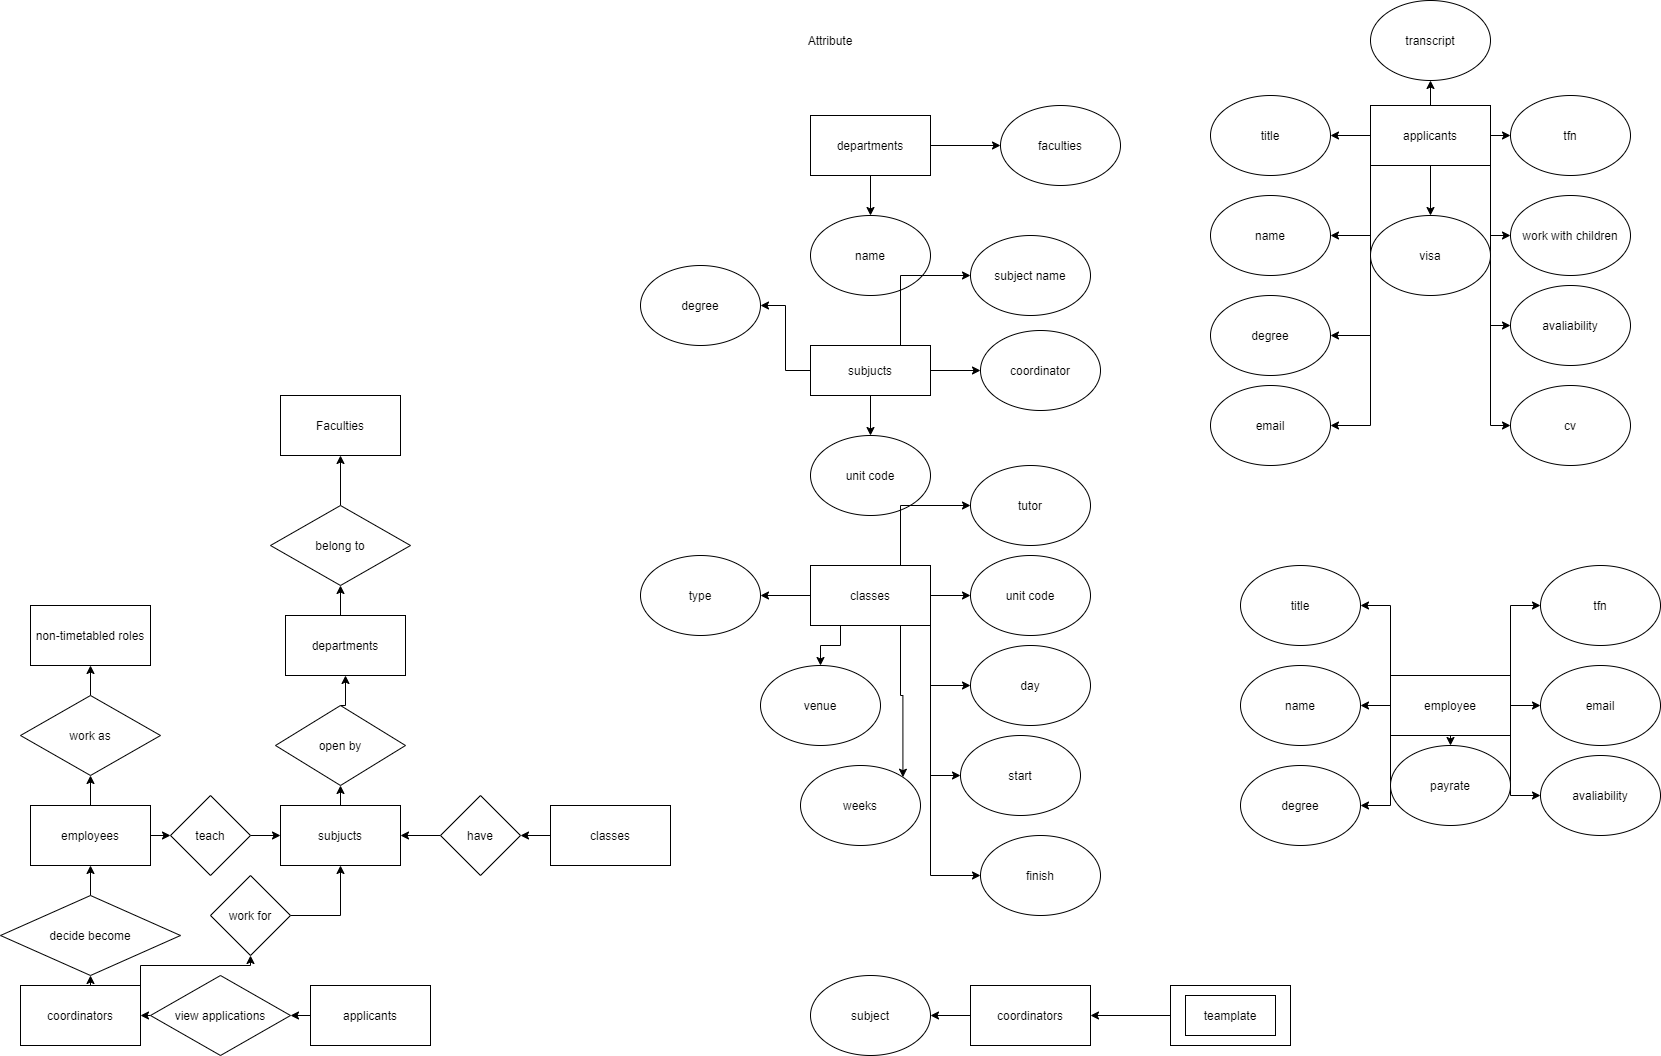 Attribute
departments
faculties
name
subject name
degree
subjucts
coordinator
unit code
tutor
type
classes
unit code
venue
day
weeks
start
finish
transcript
title
applicants
tfn
name
visa
work with children
degree
avaliability
email
cv
title
tfn
name
employee
email
degree
payrate
avaliability
Faculties
belong to
non-timetabled roles
departments
work as
open by
employees
teach
subjucts
have
classes
decide become
work for
coordinators
view applications
applicants
subject
coordinators
teamplate